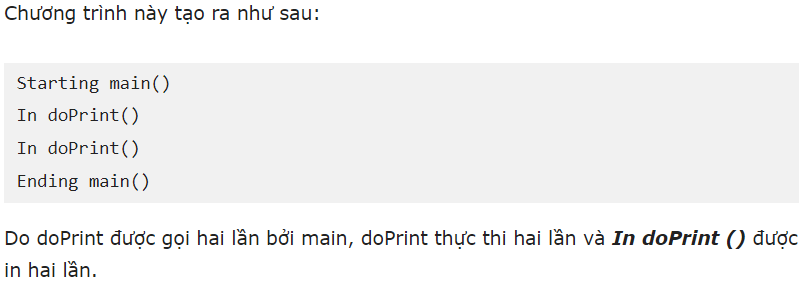 Chương trình này tạo ra như sau:
Starting main()
In doPrint()
In doPrint()
Ending main()
Do doPrint được gọi hai lần bởi main, doPrint thực thi hai lần và In doPrint () được
in hai lần.